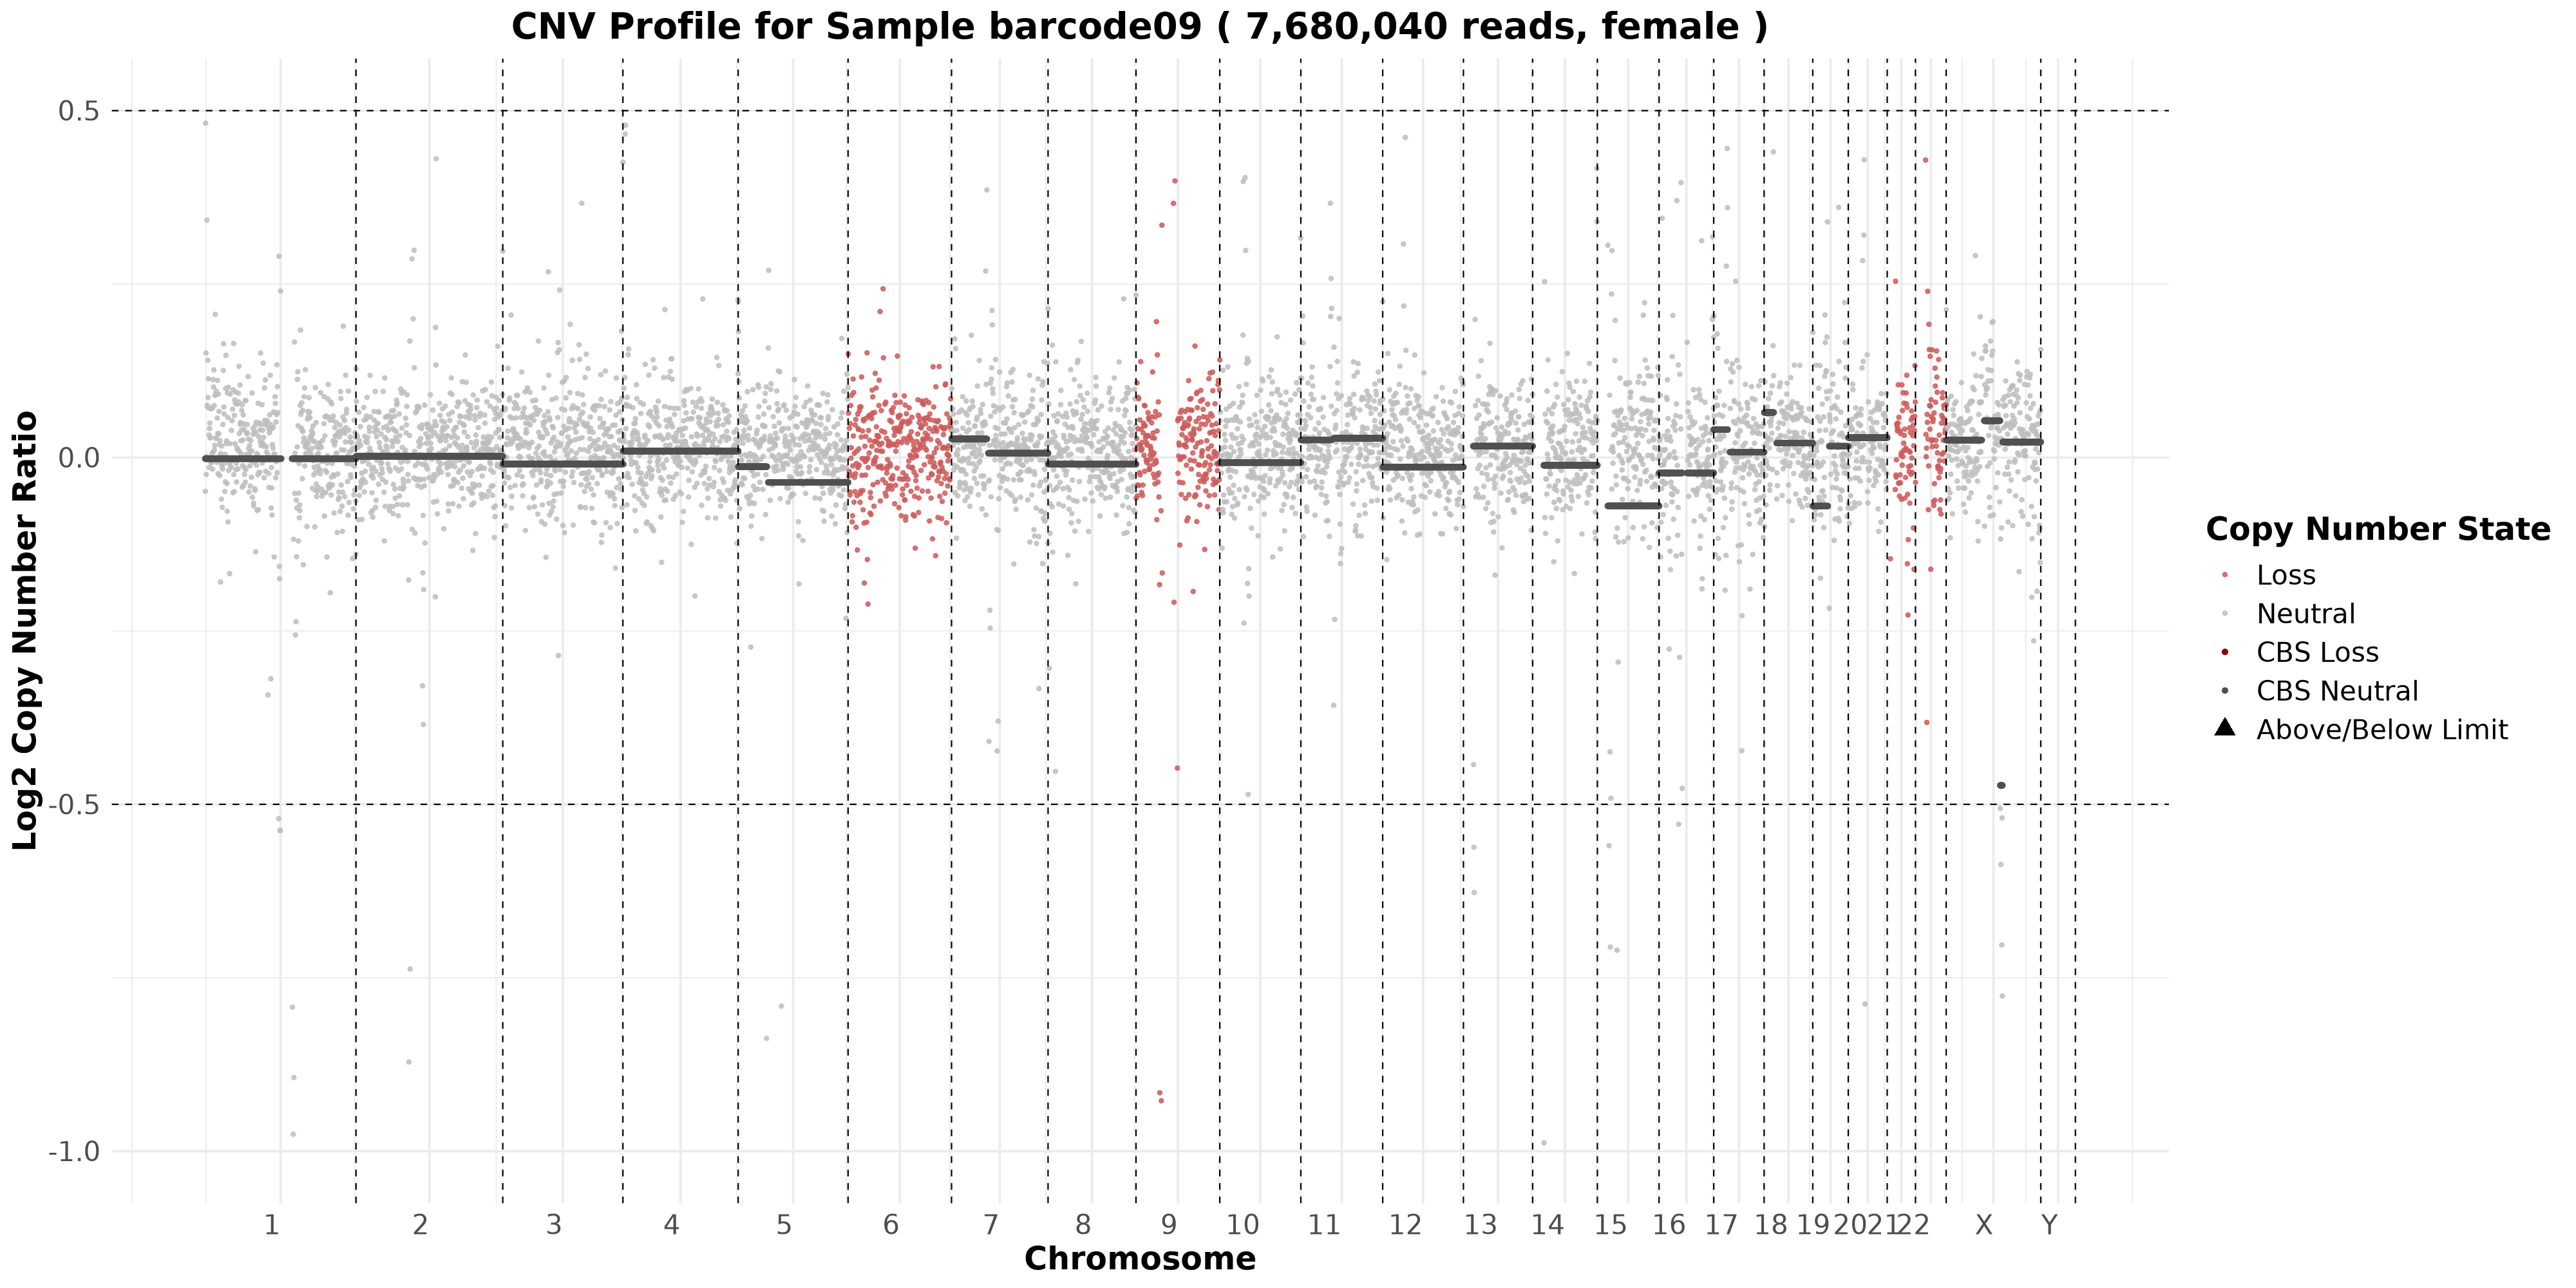 CNV Profile for Sample barcode09 ( 7,680,040 reads, female )
Log2 Copy Number Ratio
0.5
0.0
-0.5
-1.0
1 2 3 4 5 6 7 8 9 10 11 12 13 14 15 16 17 18 19 20 21 22 X Y
Chromosome
Copy Number State
Loss
Neutral
CBS Loss
CBS Neutral
Above/Below Limit